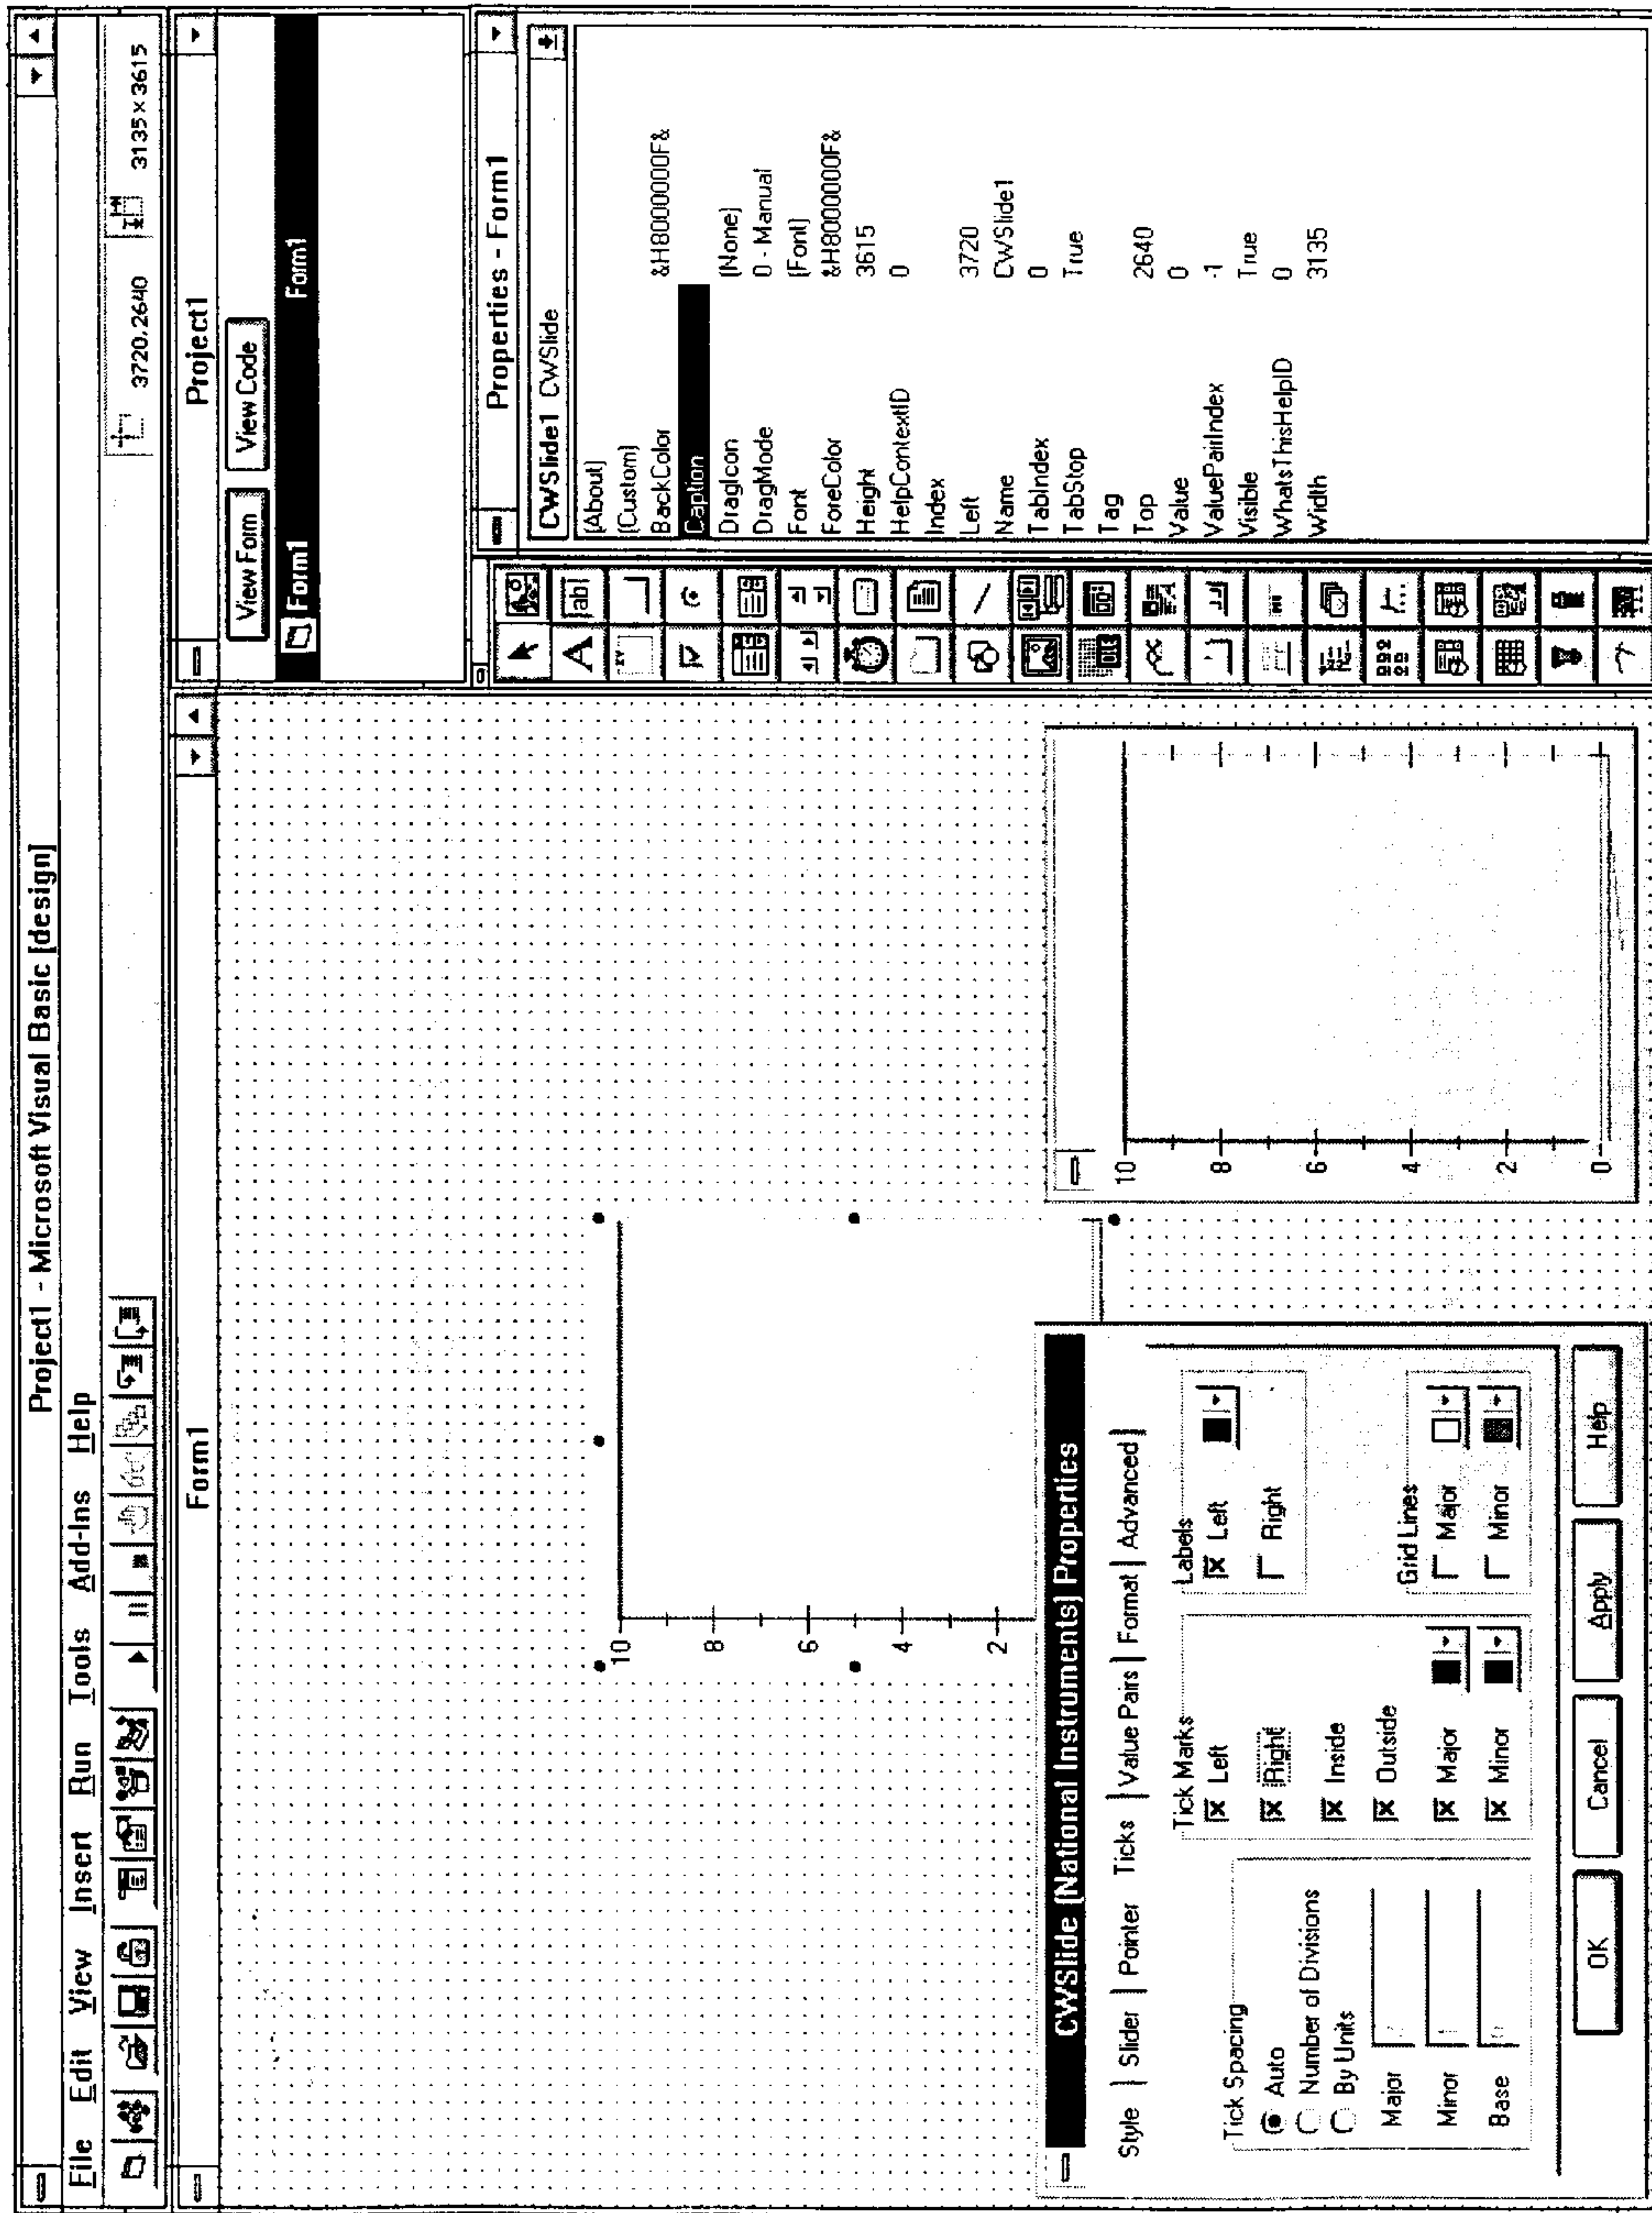 Project1 - Microsoft Visual Basic [design]
File Edit View Insert Run Tools Add-Ins Help
3720,2640 3135×3615
Form1
10
8
6
4
2
Project1
View Form View Code
Form1 Form1
Properties - Form1
CWSlide1 CWSlide
(About)
(Custom)
BackColor &H8000000F&
Caption
DragIcon (None)
DragMode 0 - Manual
Font (Font)
ForeColor &H8000000F&
Height 3615
HelpContextID 0
Index
Left 3720
Name CWSlide1
TabIndex 0
TabStop True
Tag
Top 2640
Value 0
ValuePairIndex -1
Visible True
WhatsThisHelpID 0
Width 3135
CWSlide (National Instruments) Properties
Style Slider Pointer Ticks Value Pairs Format Advanced
Tick Spacing
Auto
Number of Divisions
By Units
Major
Minor
Base
Tick Marks
Left
Right
Inside
Outside
Major
Minor
Labels
Left
Right
Grid Lines
Major
Minor
OK Cancel Apply Help
10
8
6
4
2
0